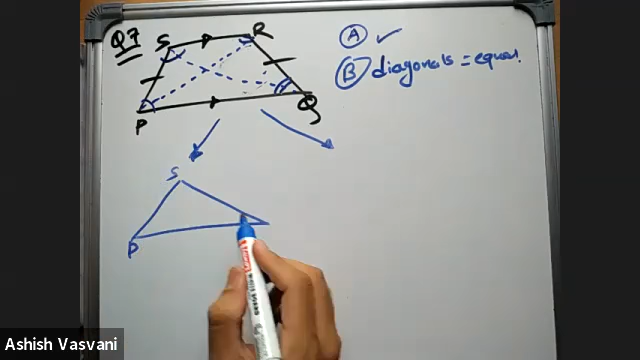 Q7
S R
P Q
A ✓
B diagonals = equal.
S
P
Ashish Vasvani